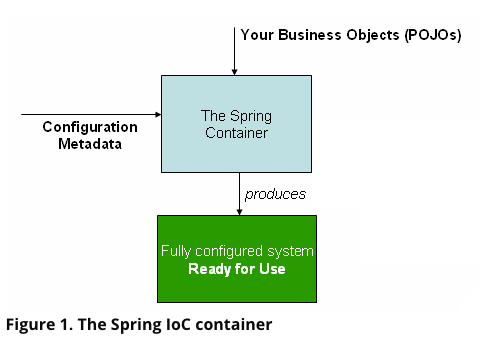 Your Business Objects (POJOs)
The Spring
Container
Configuration
Metadata
produces
Fully configured system
Ready for Use
Figure 1. The Spring IoC container